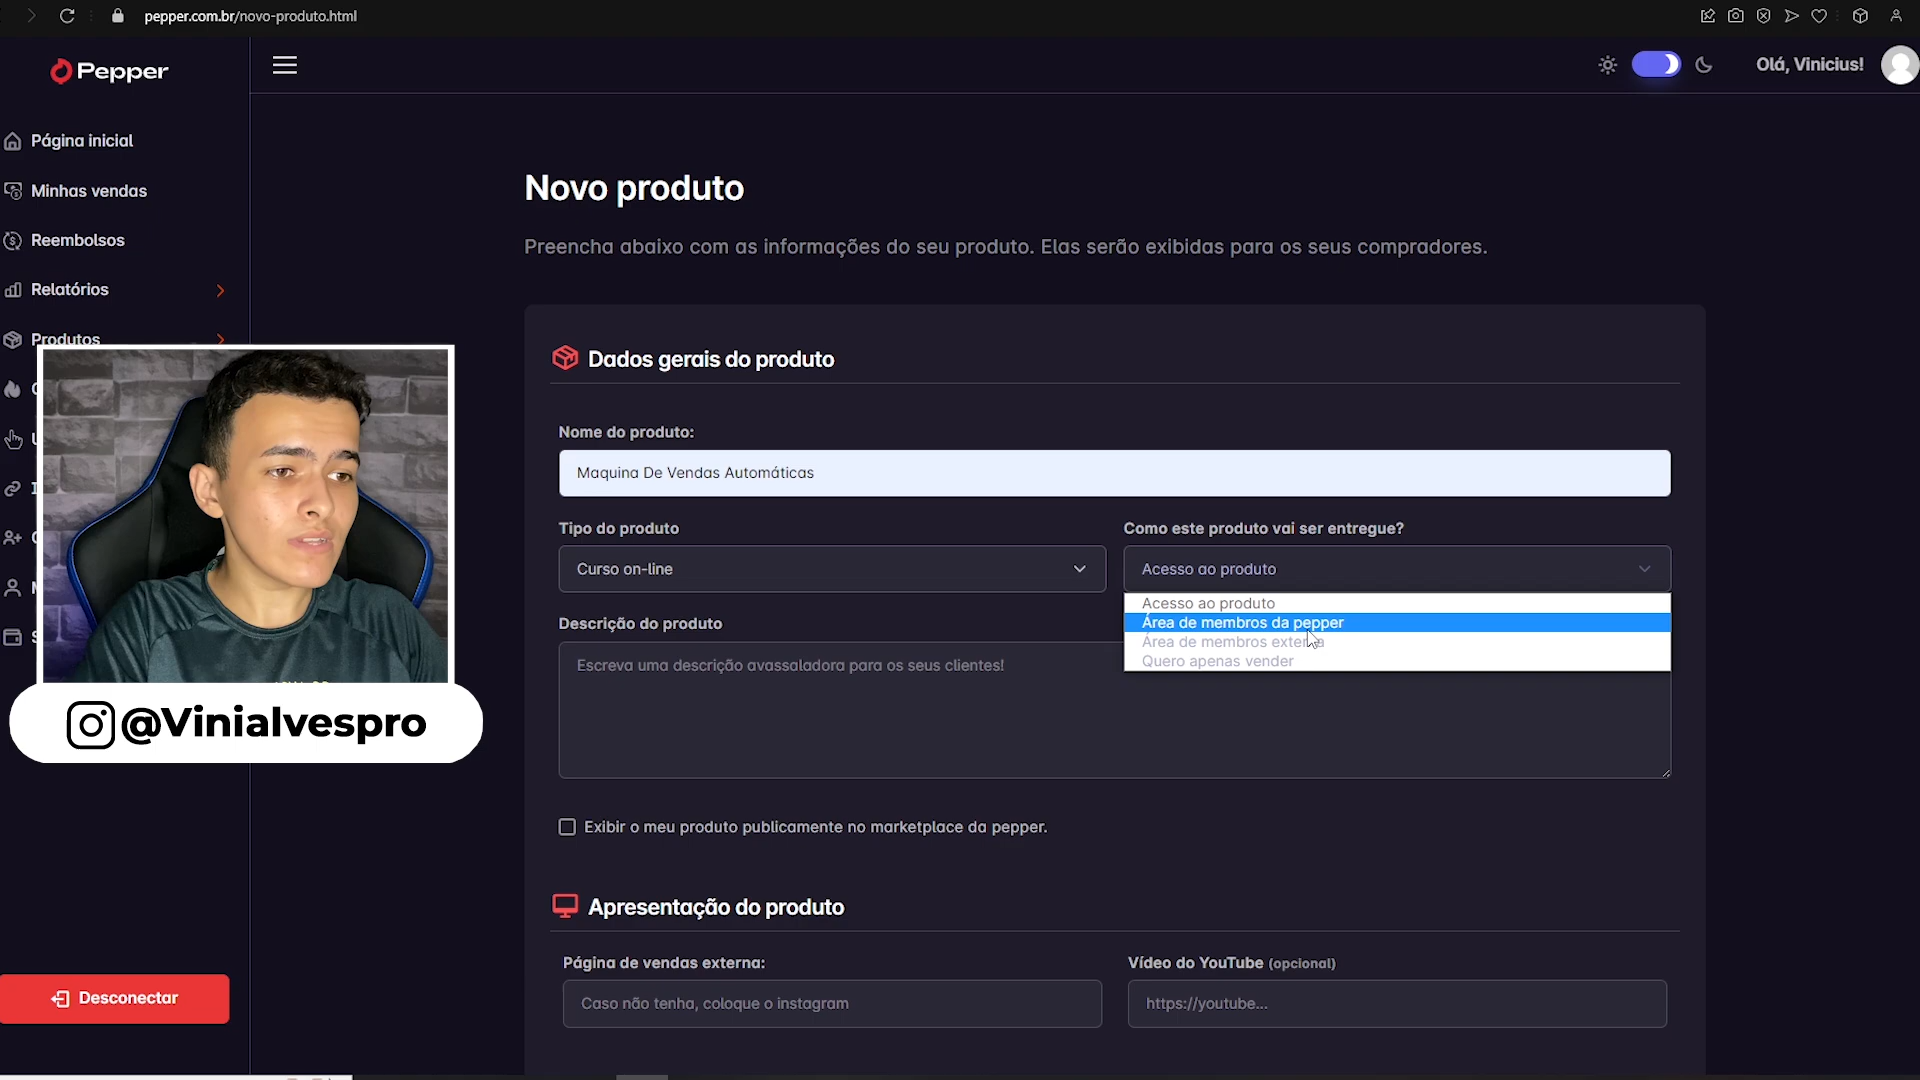 pepper.com.br/novo-produto.html
Pepper
Olá, Vinicius!
Página inicial
Minhas vendas
Reembolsos
Relatórios
Produtos
Desconectar
@Vinialvespro
Novo produto
Preencha abaixo com as informações do seu produto. Elas serão exibidas para os seus compradores.
Dados gerais do produto
Nome do produto:
Maquina De Vendas Automáticas
Tipo do produto
Como este produto vai ser entregue?
Curso on-line
Acesso ao produto
Acesso ao produto
Área de membros da pepper
Área de membros externa
Quero apenas vender
Descrição do produto
Escreva uma descrição avassaladora para os seus clientes!
Exibir o meu produto publicamente no marketplace da pepper.
Apresentação do produto
Página de vendas externa:
Vídeo do YouTube (opcional)
Caso não tenha, coloque o instagram
https://youtube...